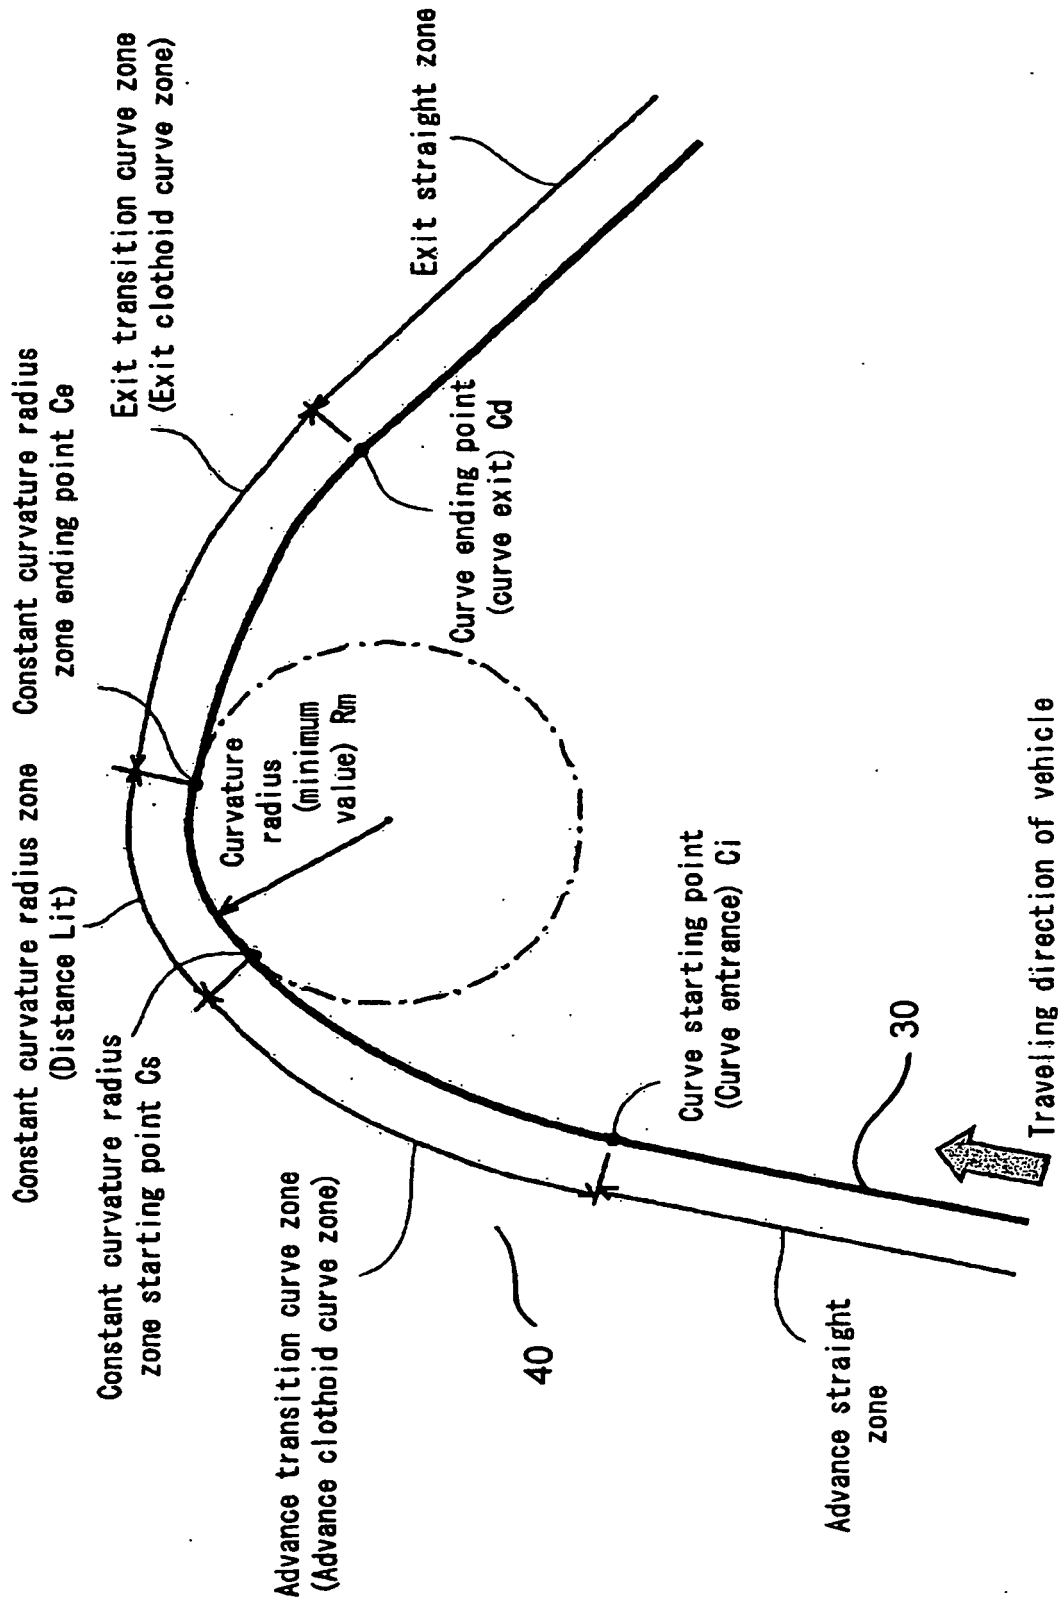 Exit transition curve zone
(Exit clothoid curve zone)
Exit straight zone
Constant curvature radius
zone ending point Ce
Curve ending point
(curve exit) Cd
Constant curvature radius zone
(Distance Lit)
Curvature
radius
(minimum
value) Rm
Constant curvature radius
zone starting point Cs
Curve starting point
(Curve entrance) Ci
Advance transition curve zone
(Advance clothoid curve zone)
40
30
Traveling direction of vehicle
Advance straight
zone